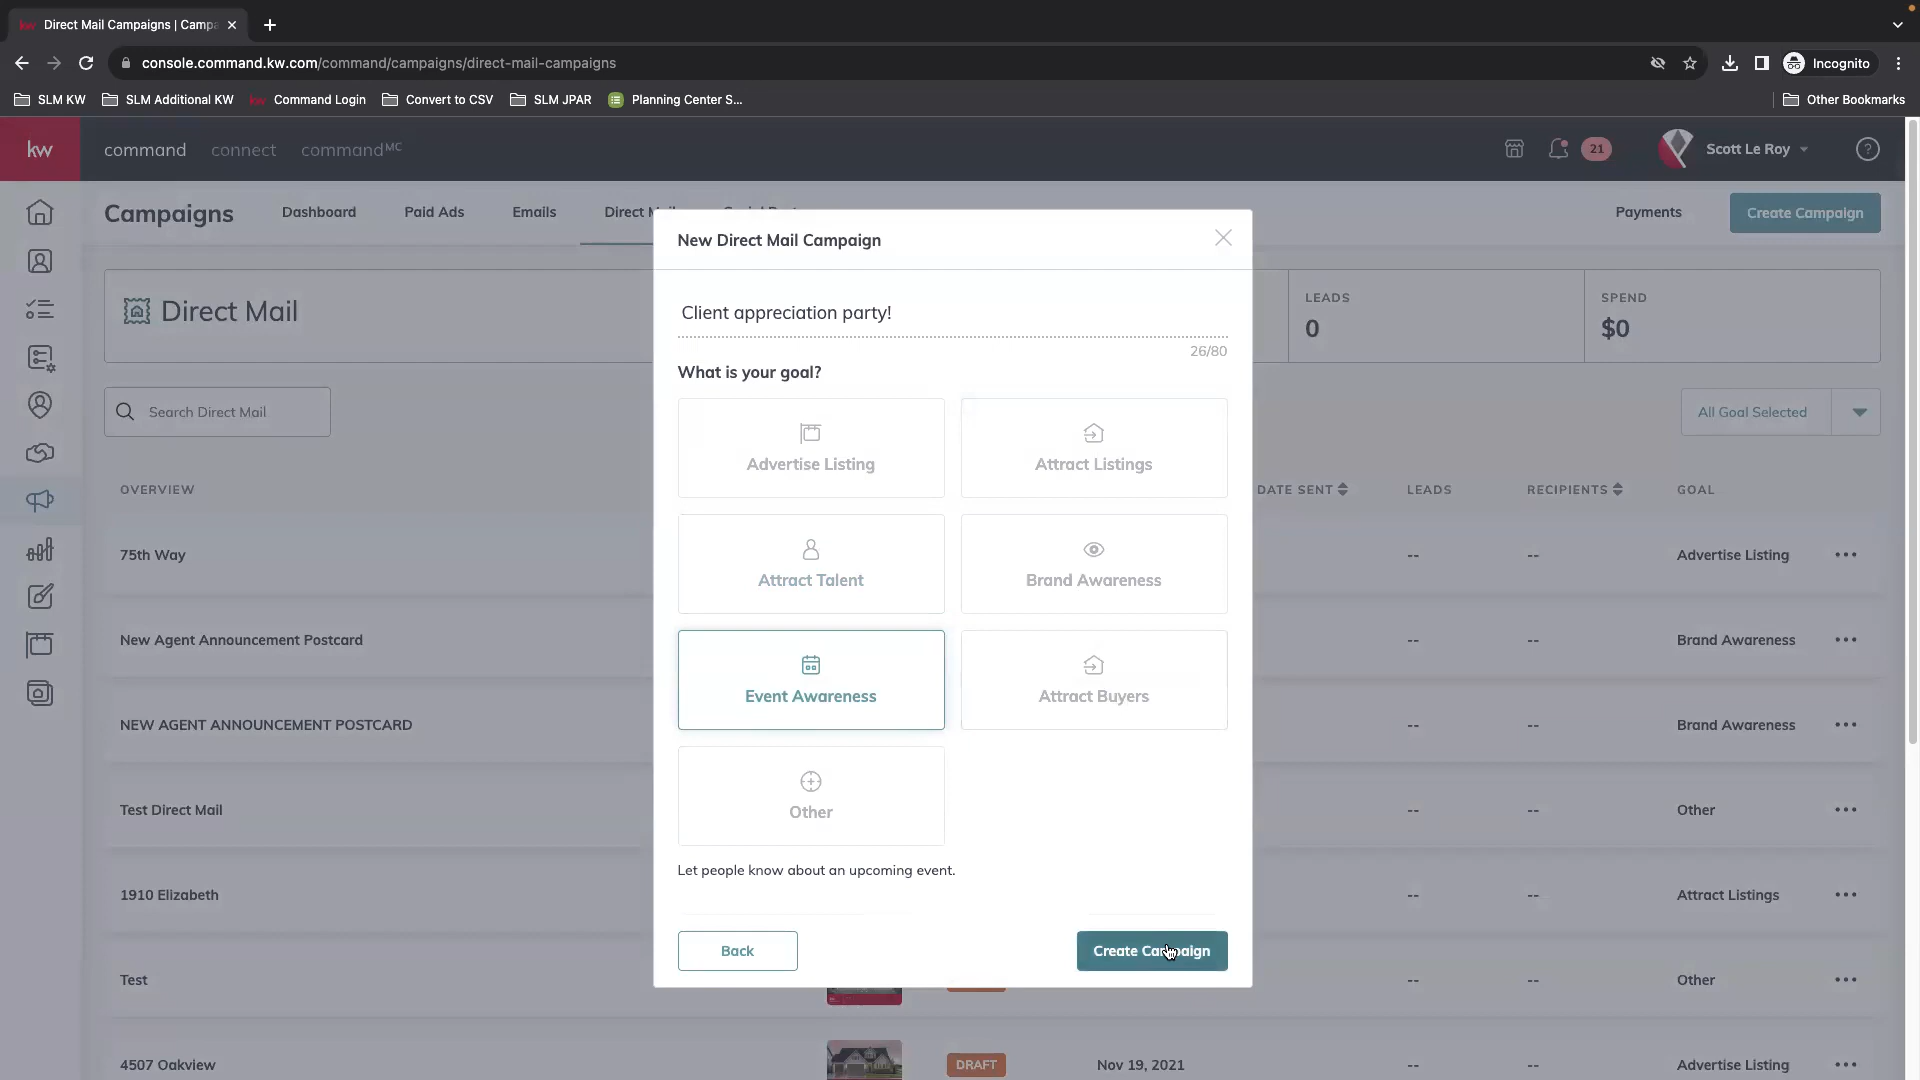 Direct Mail Campaigns | Campa
console.command.kw.com/command/campaigns/direct-mail-campaigns
Incognito
SLM KW
SLM Additional KW
Command Login
Convert to CSV
SLM JPAR
Planning Center S...
Other Bookmarks
kw
command
connect
commandMC
21
Scott Le Roy
Campaigns
Dashboard
Paid Ads
Emails
Direct
Payments
Create Campaign
Direct Mail
LEADS
0
SPEND
$0
Search Direct Mail
All Goal Selected
OVERVIEW
DATE SENT
LEADS
RECIPIENTS
GOAL
75th Way
--
--
Advertise Listing
New Agent Announcement Postcard
--
--
Brand Awareness
NEW AGENT ANNOUNCEMENT POSTCARD
--
--
Brand Awareness
Test Direct Mail
--
--
Other
1910 Elizabeth
--
--
Attract Listings
Test
--
--
Other
4507 Oakview
DRAFT
Nov 19, 2021
--
--
Advertise Listing
New Direct Mail Campaign
Client appreciation party!
26/80
What is your goal?
Advertise Listing
Attract Listings
Attract Talent
Brand Awareness
Event Awareness
Attract Buyers
Other
Let people know about an upcoming event.
Back
Create Campaign